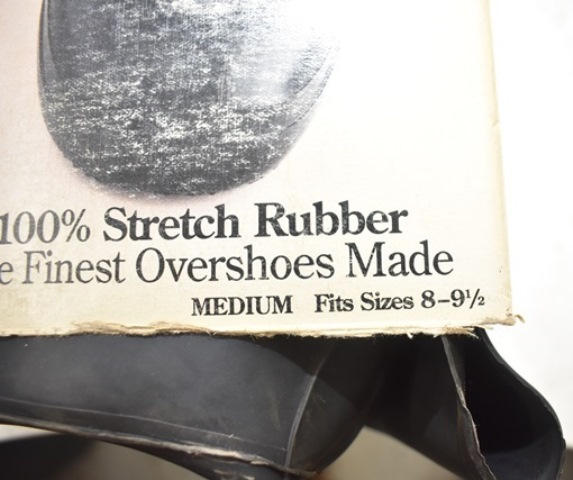 100% Stretch Rubber
e Finest Overshoes Made
MEDIUM Fits Sizes 8-9½